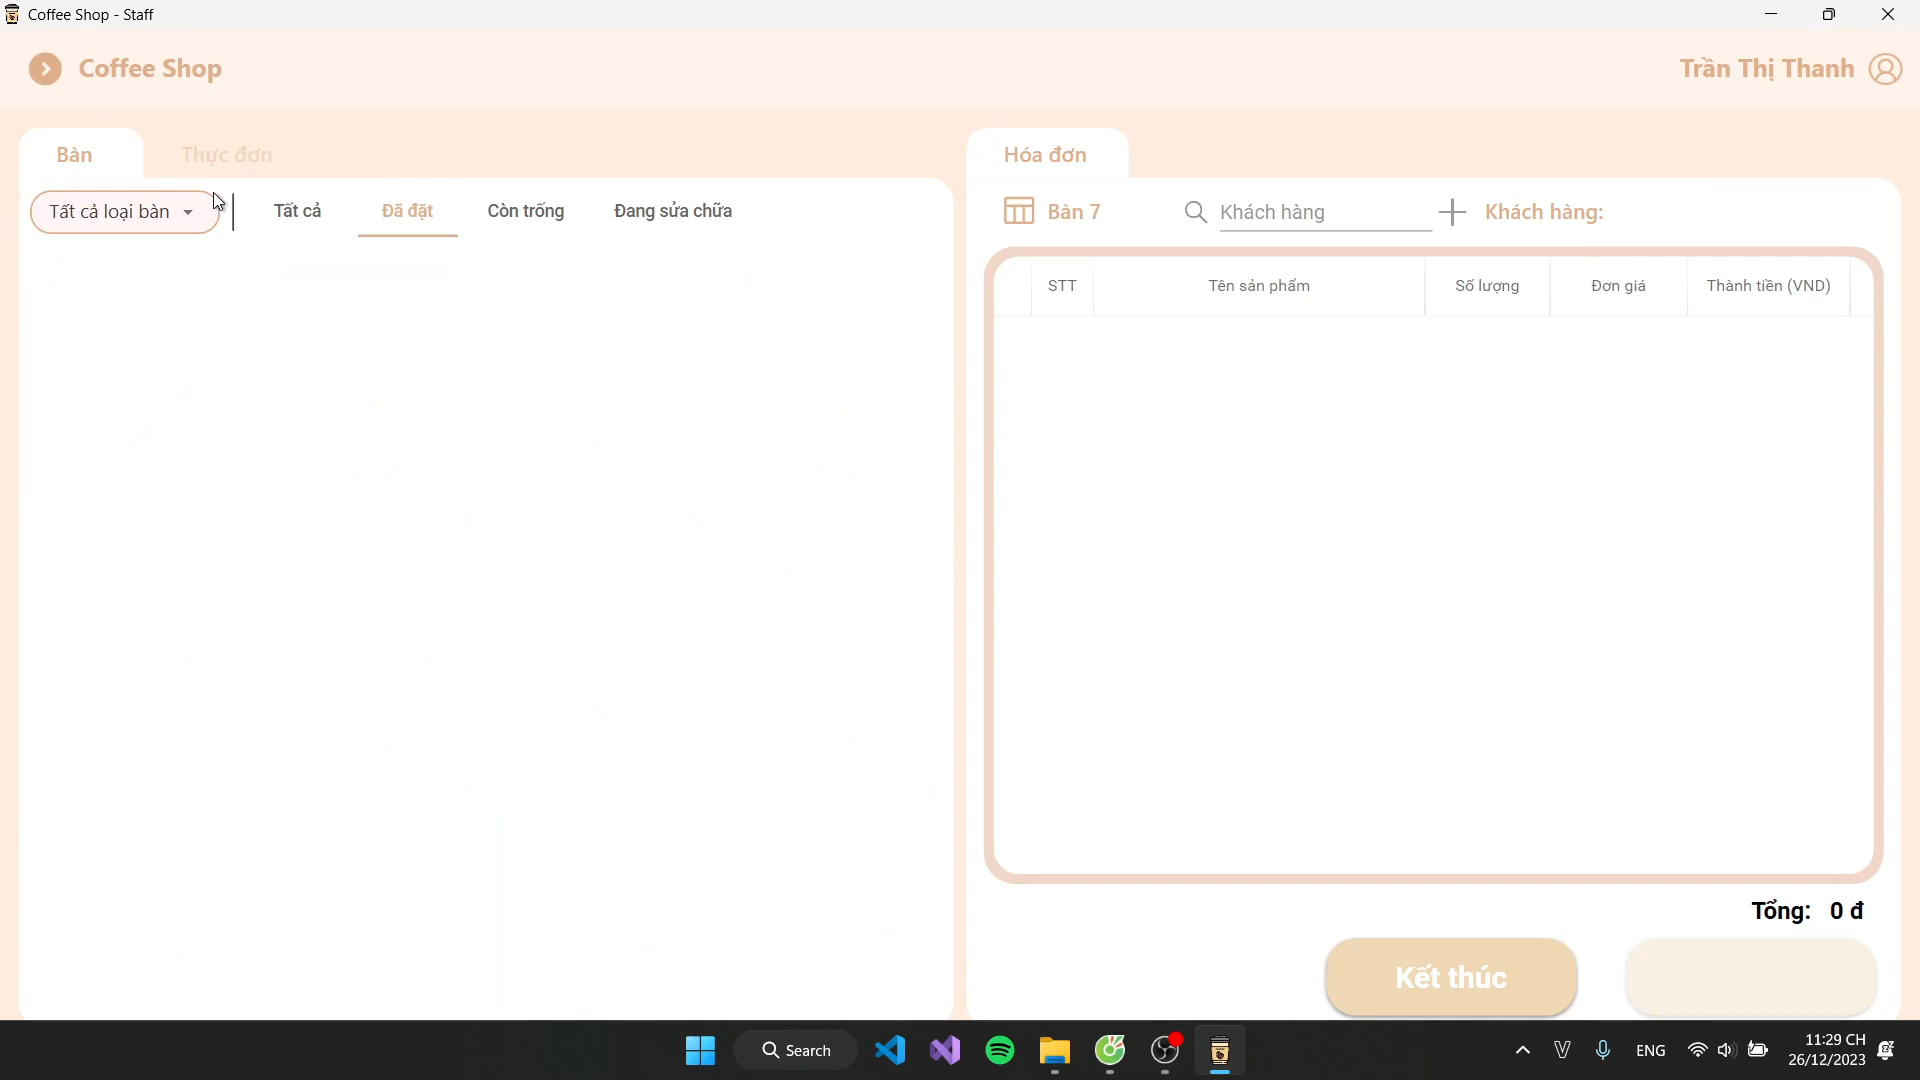 Coffee Shop - Staff
Coffee Shop
Trần Thị Thanh
Bàn
Thực đơn
Hóa đơn
Tất cả loại bàn
Tất cả
Đã đặt
Còn trống
Đang sửa chữa
Bàn 7
Khách hàng
Khách hàng:
STT
Tên sản phẩm
Số lượng
Đơn giá
Thành tiền (VND)
Tổng: 0 đ
Kết thúc
Search
ENG
11:29 CH
26/12/2023